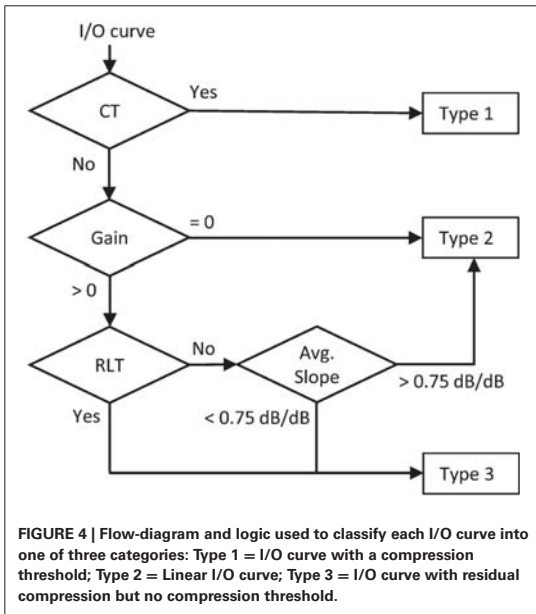 I/O curve
CT
Yes
Type 1
No
Gain
= 0
Type 2
> 0
RLT
No
Avg.
Slope
> 0.75 dB/dB
Yes
< 0.75 dB/dB
Type 3
FIGURE 4 | Flow-diagram and logic used to classify each I/O curve into
one of three categories: Type 1 = I/O curve with a compression
threshold; Type 2 = Linear I/O curve; Type 3 = I/O curve with residual
compression but no compression threshold.